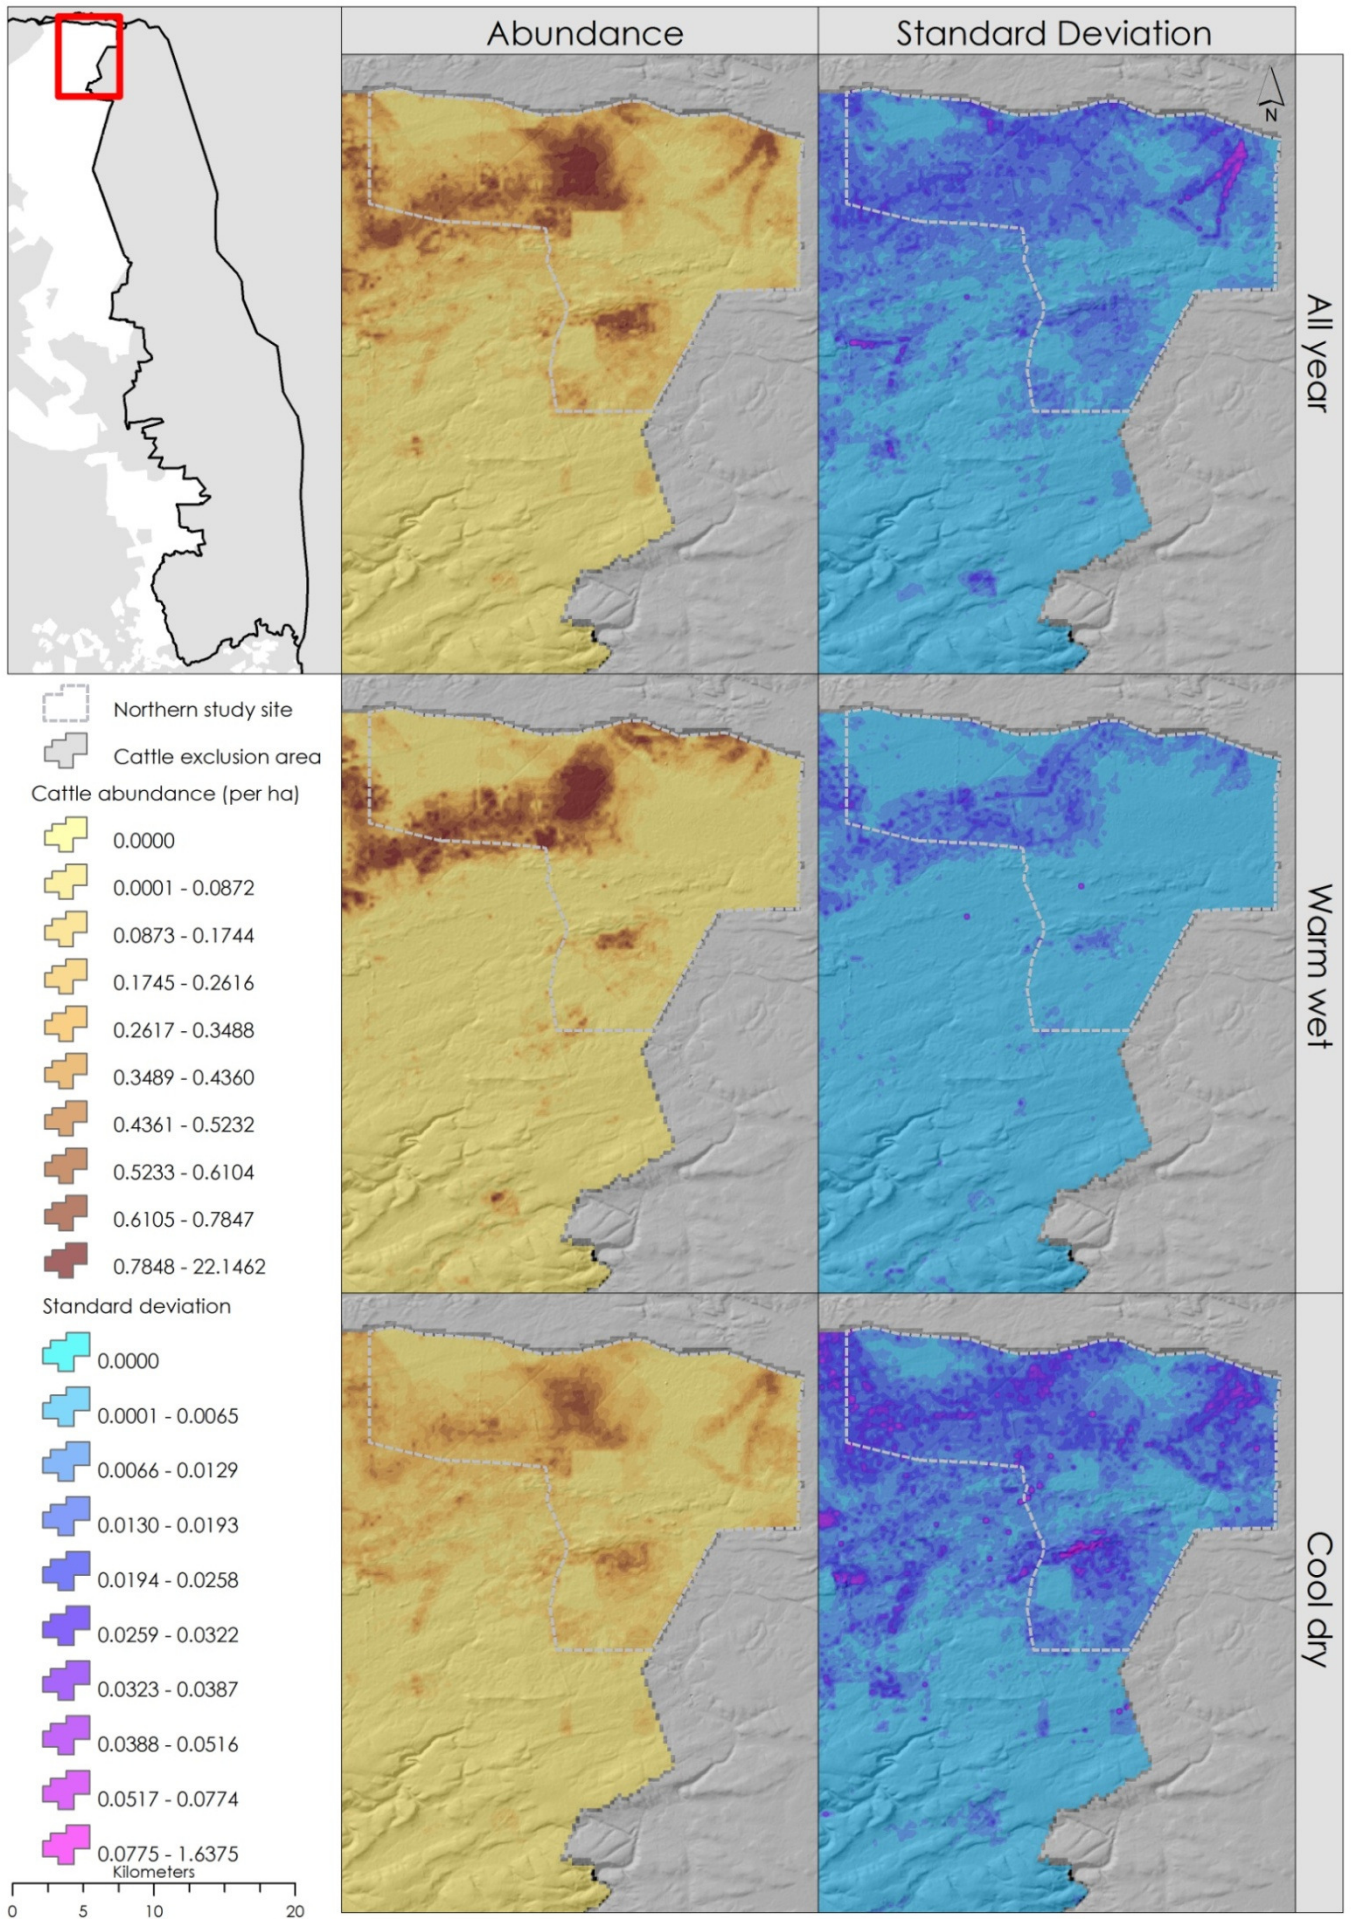 Abundance
Standard Deviation
N
All year
Northern study site
Cattle exclusion area
Cattle abundance (per ha)
0.0000
0.0001 - 0.0872
0.0873 - 0.1744
0.1745 - 0.2616
0.2617 - 0.3488
0.3489 - 0.4360
0.4361 - 0.5232
0.5233 - 0.6104
0.6105 - 0.7847
0.7848 - 22.1462
Warm wet
Standard deviation
0.0000
0.0001 - 0.0065
0.0066 - 0.0129
0.0130 - 0.0193
0.0194 - 0.0258
0.0259 - 0.0322
0.0323 - 0.0387
0.0388 - 0.0516
0.0517 - 0.0774
0.0775 - 1.6375
Cool dry
Kilometers
0 5 10 20